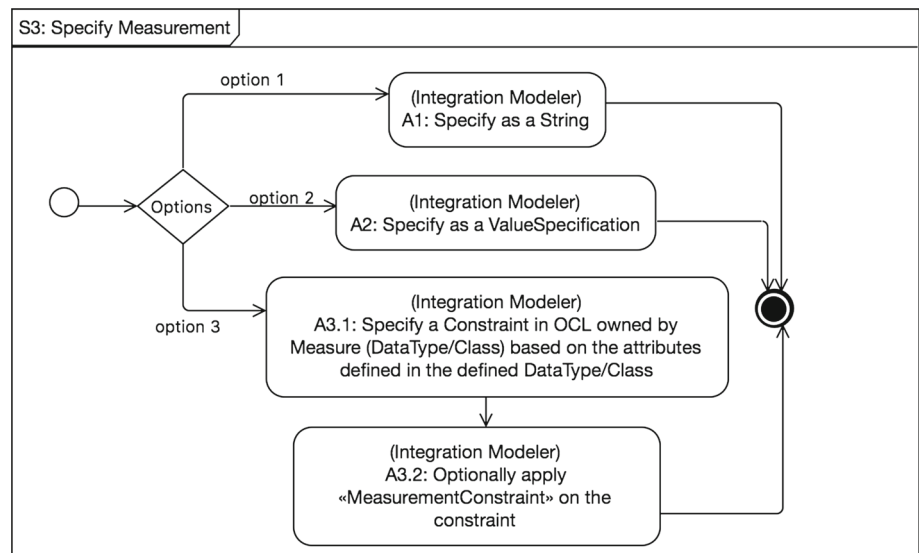 S3: Specify Measurement
option 1
(Integration Modeler)
A1: Specify as a String
Options
option 2
(Integration Modeler)
A2: Specify as a ValueSpecification
option 3
(Integration Modeler)
A3.1: Specify a Constraint in OCL owned by
Measure (DataType/Class) based on the attributes
defined in the defined DataType/Class
(Integration Modeler)
A3.2: Optionally apply
«MeasurementConstraint» on the
constraint